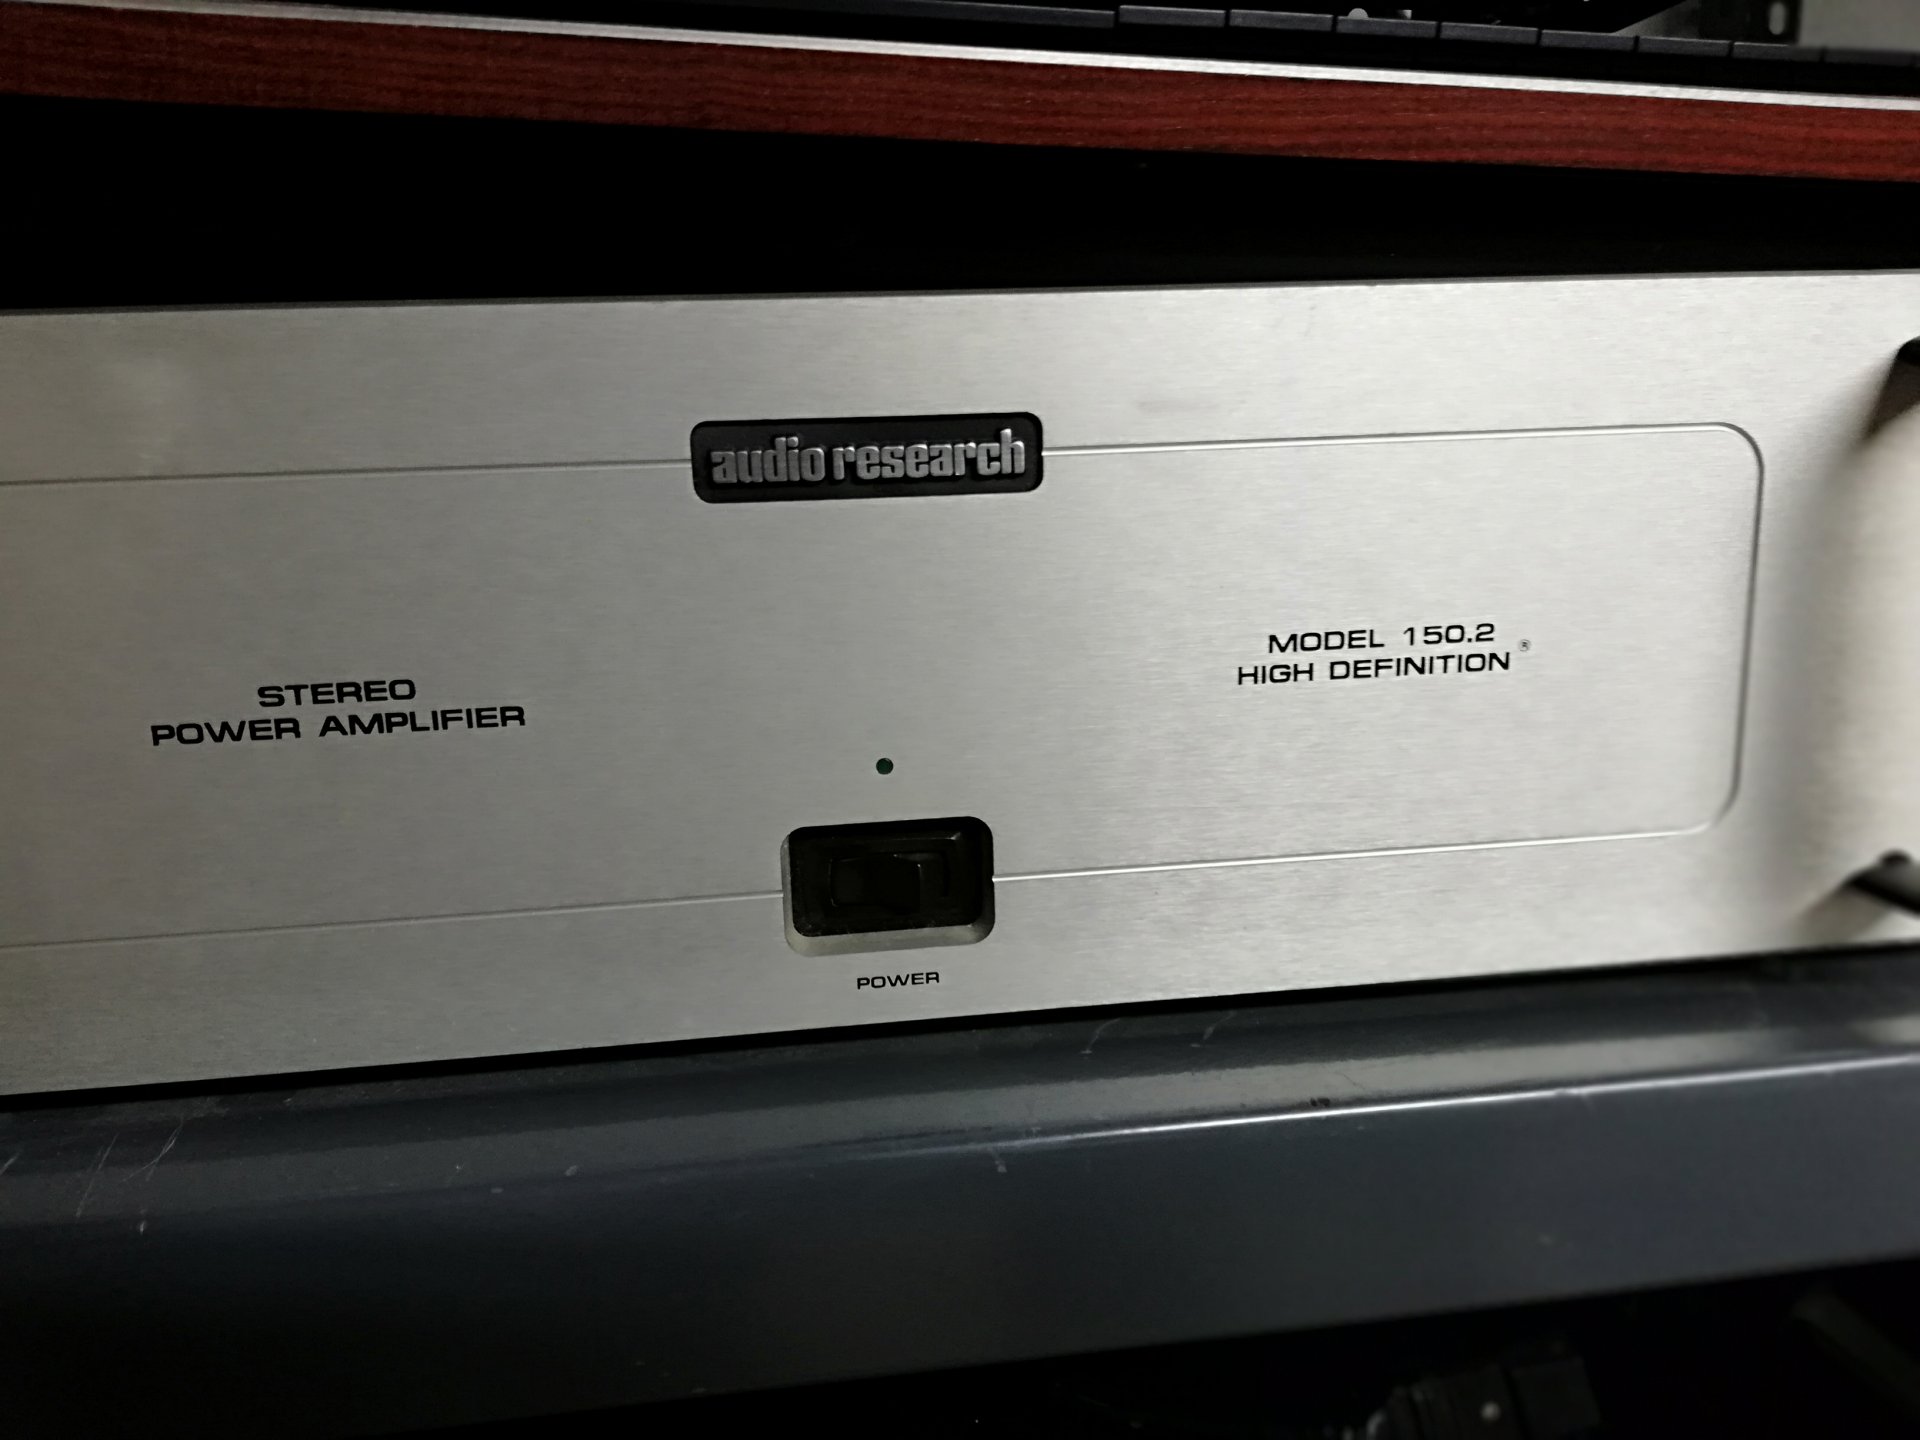 audio research
STEREO
POWER AMPLIFIER
MODEL 150.2
HIGH DEFINITION ®
POWER